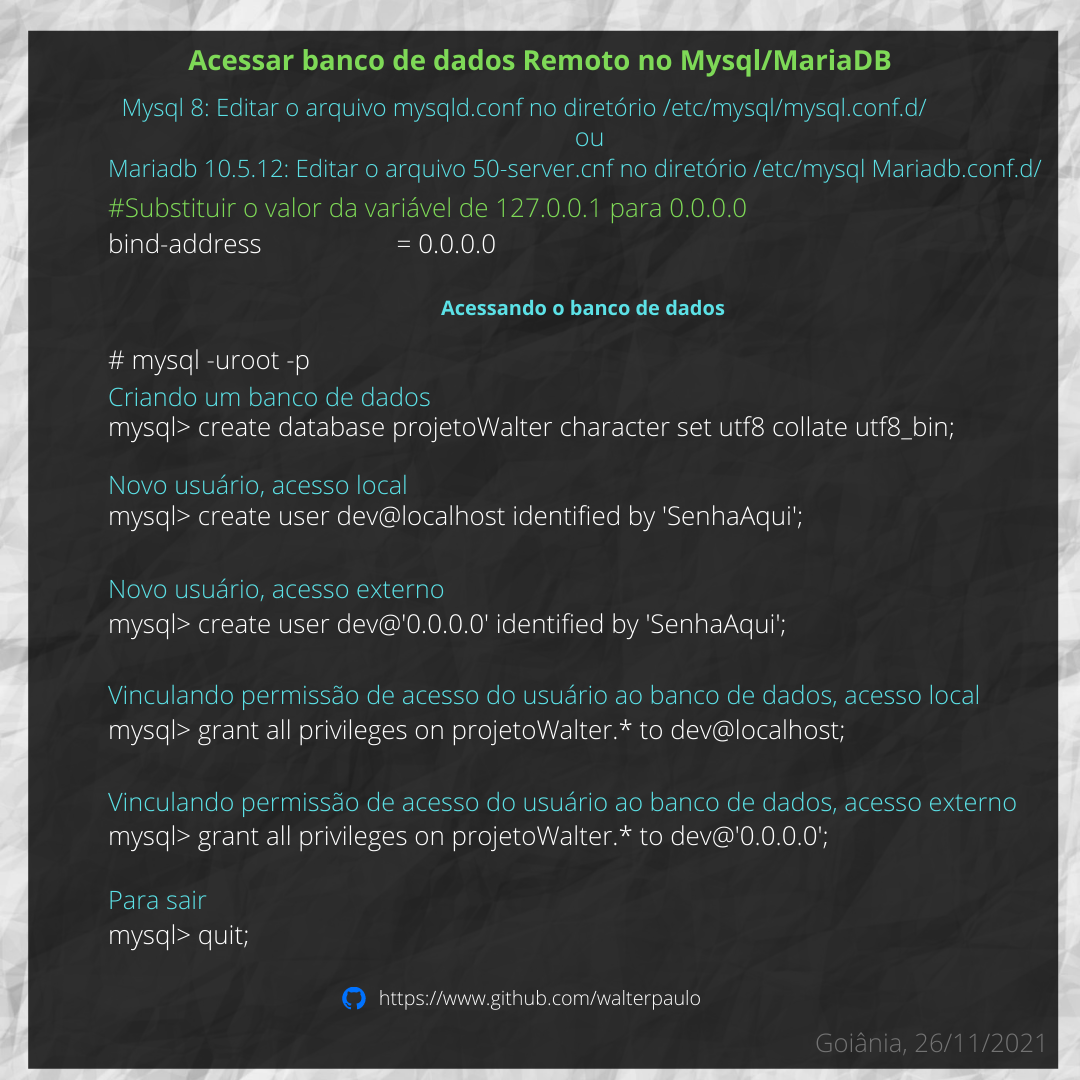 Acessar banco de dados Remoto no Mysql/MariaDB
Mysql 8: Editar o arquivo mysqld.conf no diretório /etc/mysql/mysql.conf.d/
ou
Mariadb 10.5.12: Editar o arquivo 50-server.cnf no diretório /etc/mysql Mariadb.conf.d/
#Substituir o valor da variável de 127.0.0.1 para 0.0.0.0
bind-address = 0.0.0.0
Acessando o banco de dados
# mysql -uroot -p
Criando um banco de dados
mysql> create database projetoWalter character set utf8 collate utf8_bin;
Novo usuário, acesso local
mysql> create user dev@localhost identified by 'SenhaAqui';
Novo usuário, acesso externo
mysql> create user dev@'0.0.0.0' identified by 'SenhaAqui';
Vinculando permissão de acesso do usuário ao banco de dados, acesso local
mysql> grant all privileges on projetoWalter.* to dev@localhost;
Vinculando permissão de acesso do usuário ao banco de dados, acesso externo
mysql> grant all privileges on projetoWalter.* to dev@'0.0.0.0';
Para sair
mysql> quit;
https://www.github.com/walterpaulo
Goiânia, 26/11/2021